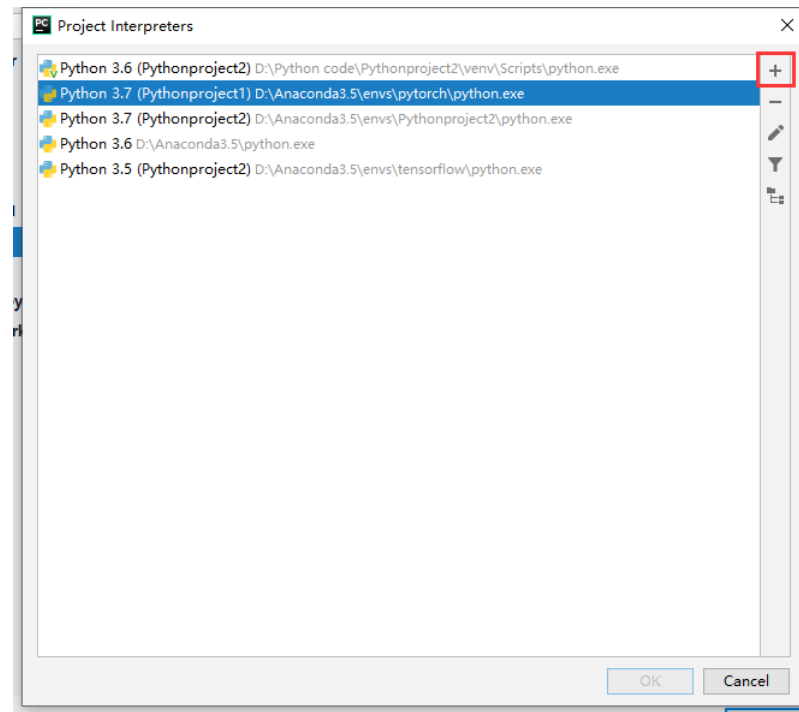 PC Project Interpreters
Python 3.6 (Pythonproject2) D:\Python code\Pythonproject2\venv\Scripts\python.exe
Python 3.7 (Pythonproject1) D:\Anaconda3.5\envs\pytorch\python.exe
Python 3.7 (Pythonproject2) D:\Anaconda3.5\envs\Pythonproject2\python.exe
Python 3.6 D:\Anaconda3.5\python.exe
Python 3.5 (Pythonproject2) D:\Anaconda3.5\envs\tensorflow\python.exe
OK Cancel